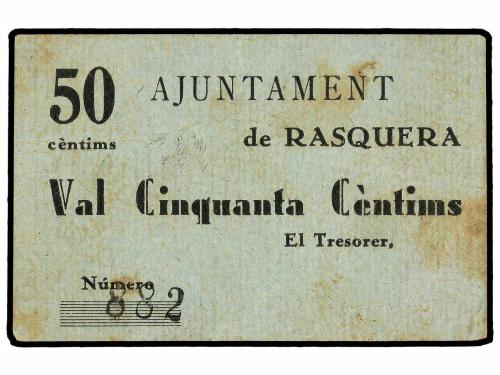 50 AJUNTAMENT
cèntims de RASQUERA
Val Cinquanta Cèntims
El Tresorer,
Número
882